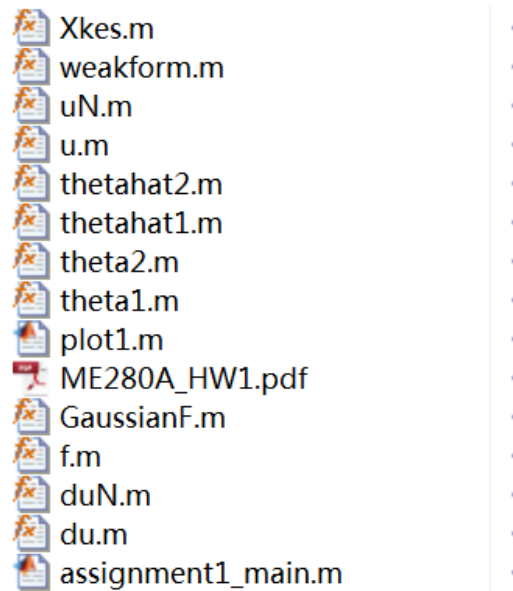 Xkes.m
weakform.m
uN.m
u.m
thetahat2.m
thetahat1.m
theta2.m
theta1.m
plot1.m
ME280A_HW1.pdf
GaussianF.m
f.m
duN.m
du.m
assignment1_main.m